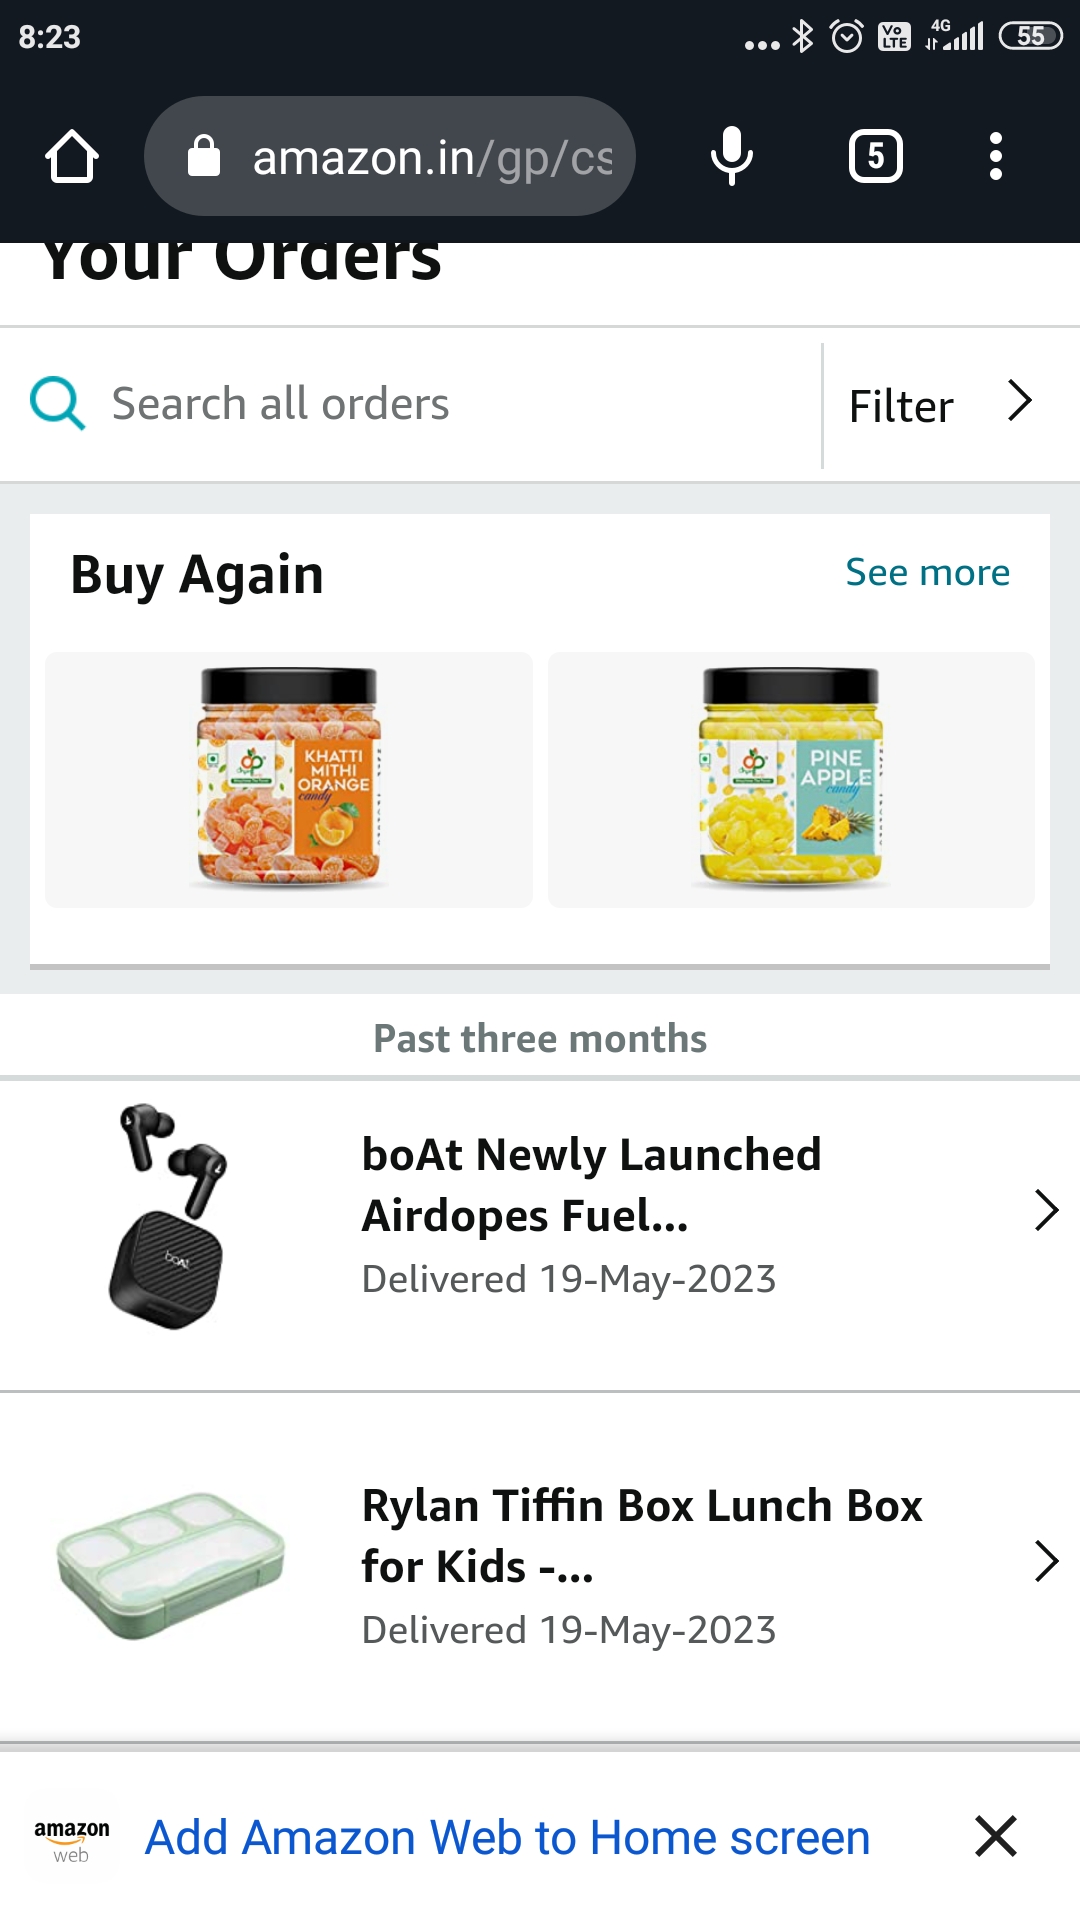 8:23
Vo
LTE
4G
55
amazon.in/gp/cs
5
Your Orders
Search all orders
Filter
Buy Again
See more
KHATTI
MITHI
ORANGE
candy
PINE
APPLE
candy
Past three months
boAt Newly Launched
Airdopes Fuel...
Delivered 19-May-2023
boAt
Rylan Tiffin Box Lunch Box
for Kids -...
Delivered 19-May-2023
amazon
web
Add Amazon Web to Home screen